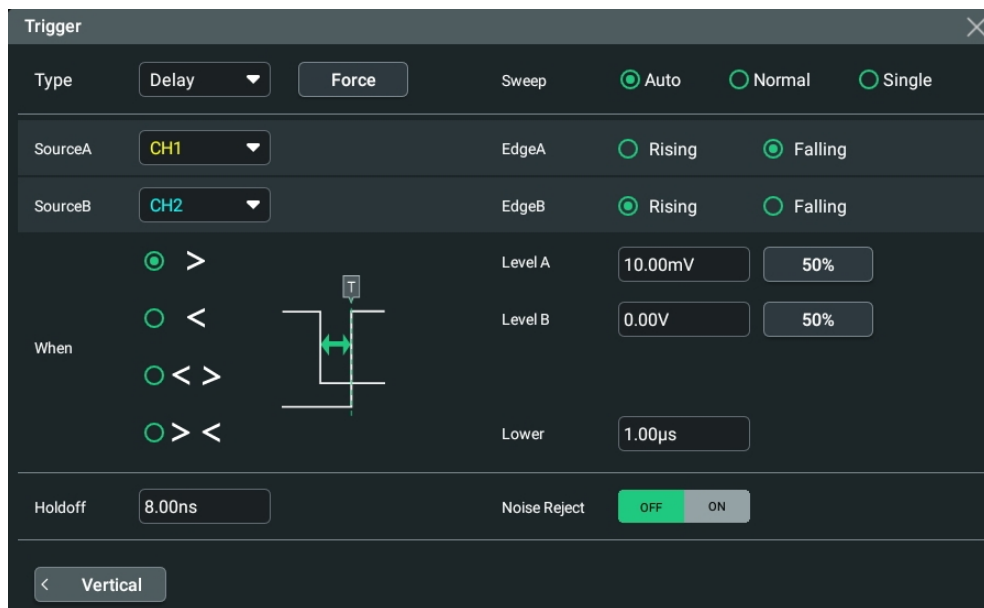 Trigger
Type Delay Force Sweep Auto Normal Single
SourceA CH1 EdgeA Rising Falling
SourceB CH2 EdgeB Rising Falling
> Level A 10.00mV 50%
T
< Level B 0.00V 50%
When
< >
> < Lower 1.00µs
Holdoff 8.00ns Noise Reject OFF ON
< Vertical